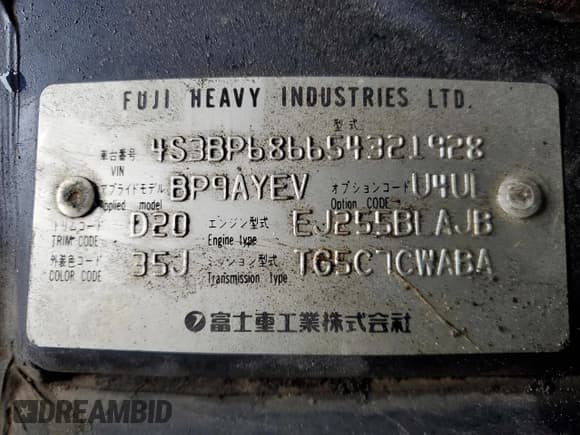 FUJI HEAVY INDUSTRIES LTD.
型式
車台番号 4S3BP686654321928
VIN
アプライドモデル BP9AYEV オプションコード U4UL
Applied model Option CODE
トリムコード D20 エンジン型式 EJ255BLAJB
TRIM CODE Engine type
外装色コード 35J ミッション型式 TG5C7CWABA
COLOR CODE Transmission type
富士重工業株式会社
DREAMBID